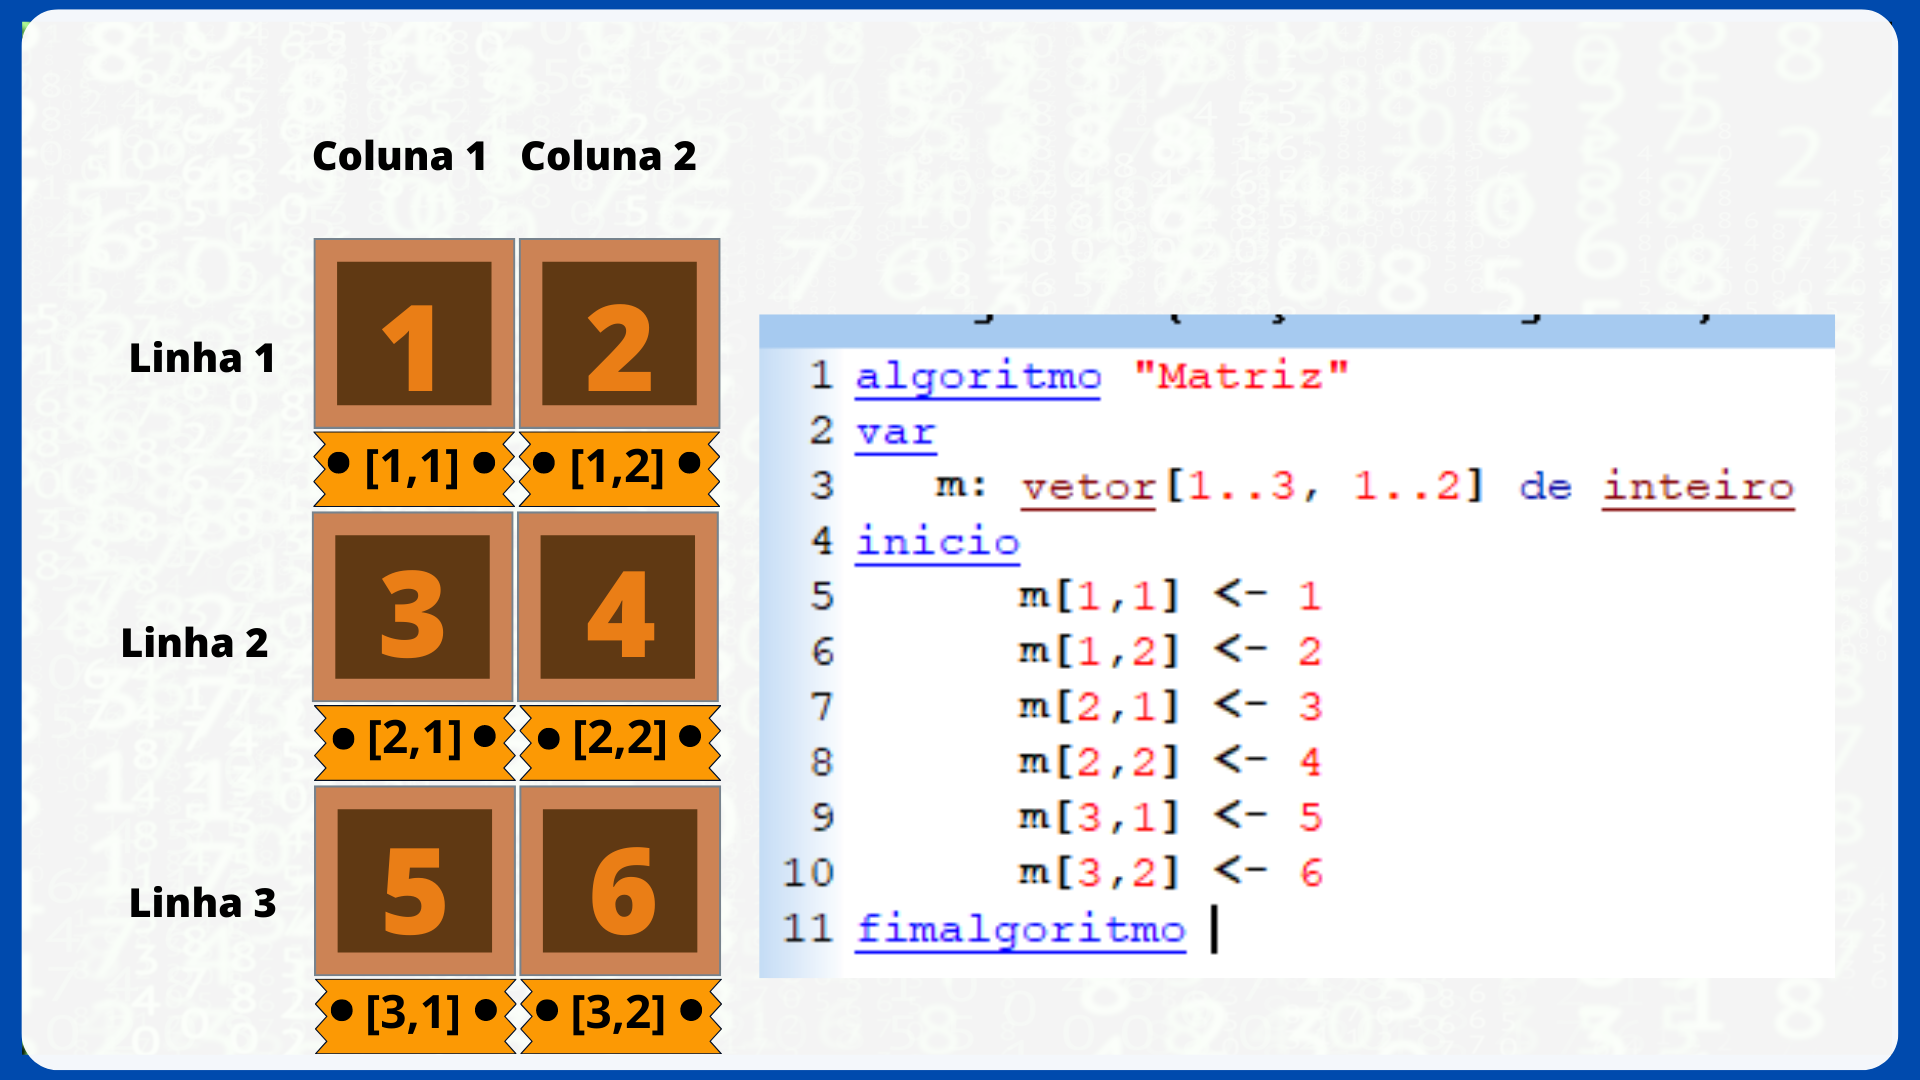 Coluna 1 Coluna 2
Linha 1
1 2
[1,1] [1,2]
Linha 2
3 4
[2,1] [2,2]
Linha 3
5 6
[3,1] [3,2]
1 algoritmo "Matriz"
2 var
3 m: vetor[1..3, 1..2] de inteiro
4 inicio
5 m[1,1] <- 1
6 m[1,2] <- 2
7 m[2,1] <- 3
8 m[2,2] <- 4
9 m[3,1] <- 5
10 m[3,2] <- 6
11 fimalgoritmo